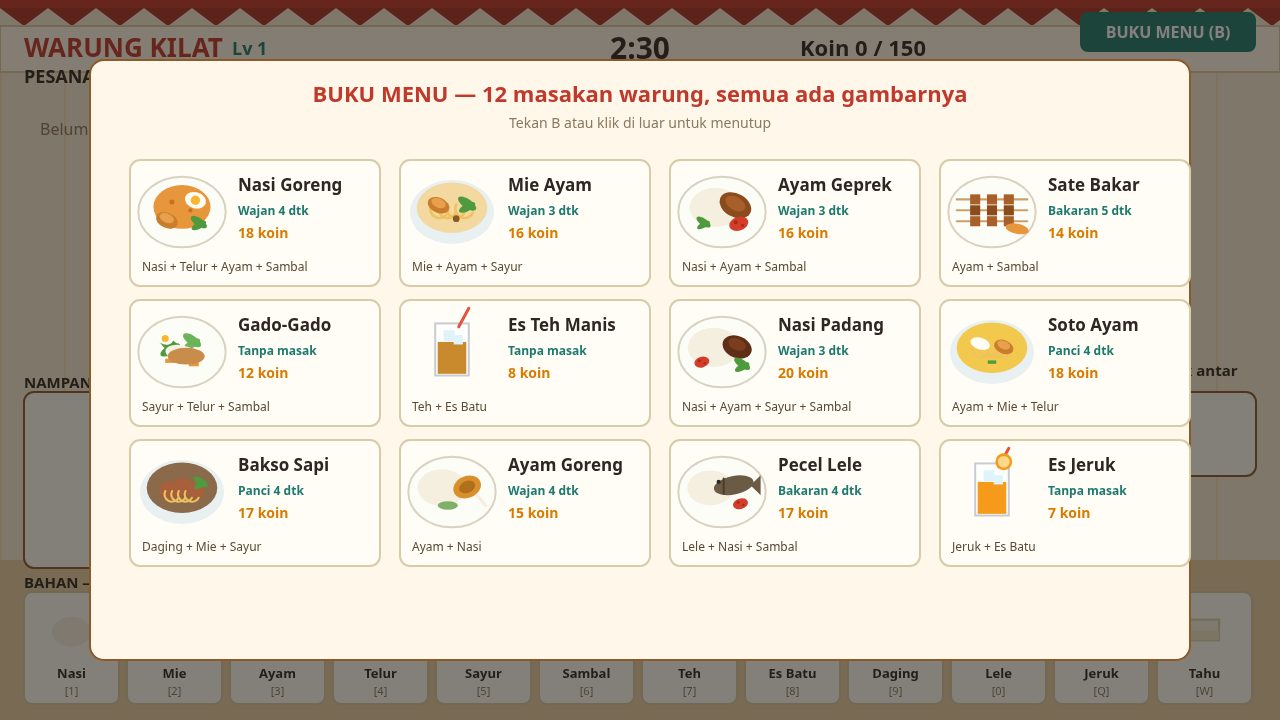 WARUNG KILAT Lv 1
2:30
Koin 0 / 150
BUKU MENU (B)
PESANA
Belum
BUKU MENU — 12 masakan warung, semua ada gambarnya
Tekan B atau klik di luar untuk menutup
Nasi Goreng
Wajan 4 dtk
18 koin
Nasi + Telur + Ayam + Sambal
Mie Ayam
Wajan 3 dtk
16 koin
Mie + Ayam + Sayur
Ayam Geprek
Wajan 3 dtk
16 koin
Nasi + Ayam + Sambal
Sate Bakar
Bakaran 5 dtk
14 koin
Ayam + Sambal
Gado-Gado
Tanpa masak
12 koin
Sayur + Telur + Sambal
Es Teh Manis
Tanpa masak
8 koin
Teh + Es Batu
Nasi Padang
Wajan 3 dtk
20 koin
Nasi + Ayam + Sayur + Sambal
Soto Ayam
Panci 4 dtk
18 koin
Ayam + Mie + Telur
Bakso Sapi
Panci 4 dtk
17 koin
Daging + Mie + Sayur
Ayam Goreng
Wajan 4 dtk
15 koin
Ayam + Nasi
Pecel Lele
Bakaran 4 dtk
17 koin
Lele + Nasi + Sambal
Es Jeruk
Tanpa masak
7 koin
Jeruk + Es Batu
NAMPAN
antar
BAHAN –
Nasi
[1]
Mie
[2]
Ayam
[3]
Telur
[4]
Sayur
[5]
Sambal
[6]
Teh
[7]
Es Batu
[8]
Daging
[9]
Lele
[0]
Jeruk
[Q]
Tahu
[W]